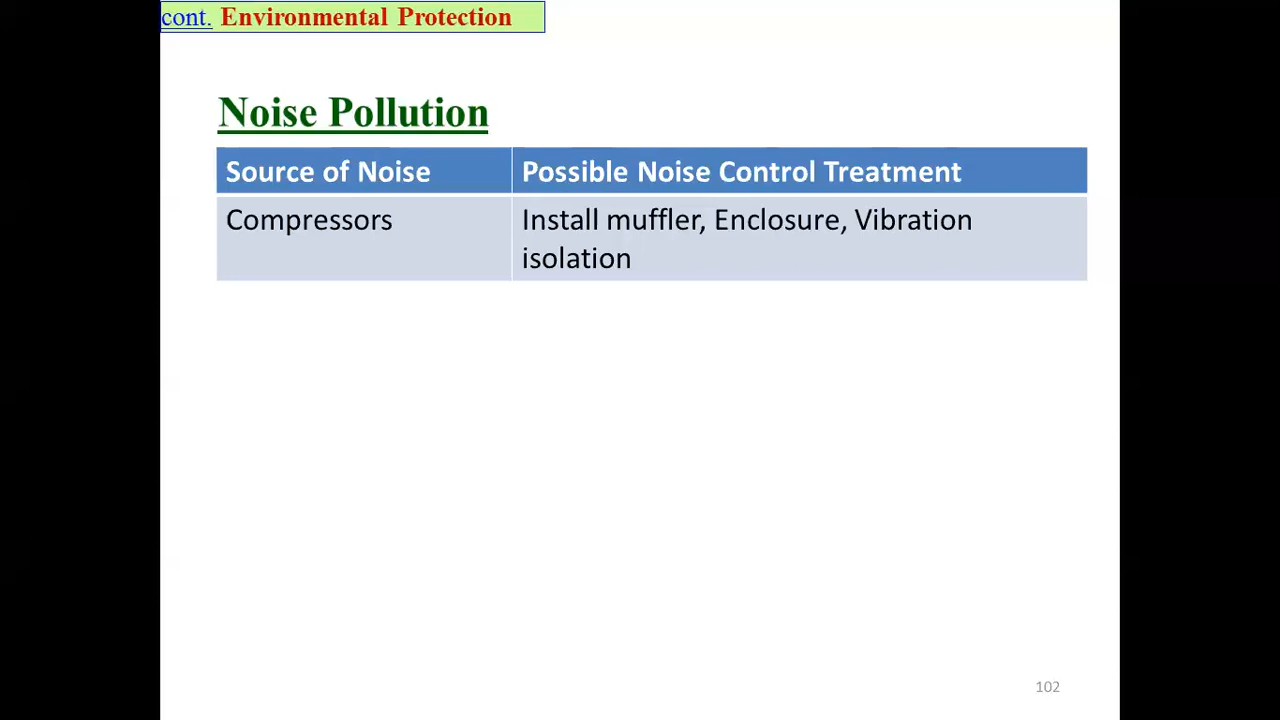 cont. Environmental Protection
Noise Pollution
Source of Noise Possible Noise Control Treatment
Compressors Install muffler, Enclosure, Vibration
isolation
102